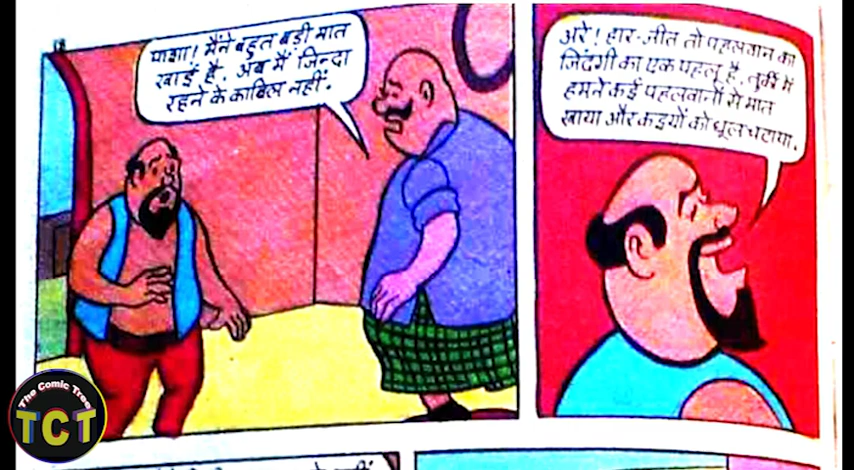 पाशा! मैंने बहुत बड़ी मात
खाई है. अब मैं जिन्दा
रहने के काबिल नहीं.
अरे! हार-जीत तो पहलवान का
जिंदगी का एक पहलू है. तुर्की में
हमने कई पहलवानों से मात
खाया और कइयों को धूल चटाया.
The Comic Tree
TCT